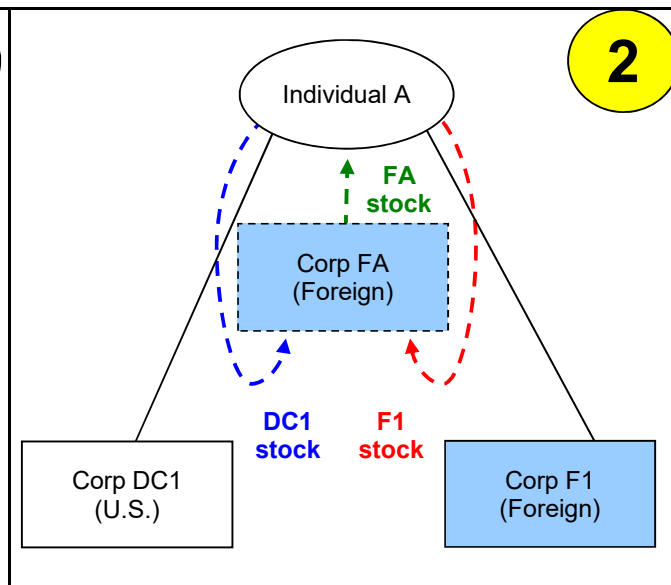 2
Individual A
FA
stock
Corp FA
(Foreign)
DC1
stock
F1
stock
Corp DC1
(U.S.)
Corp F1
(Foreign)